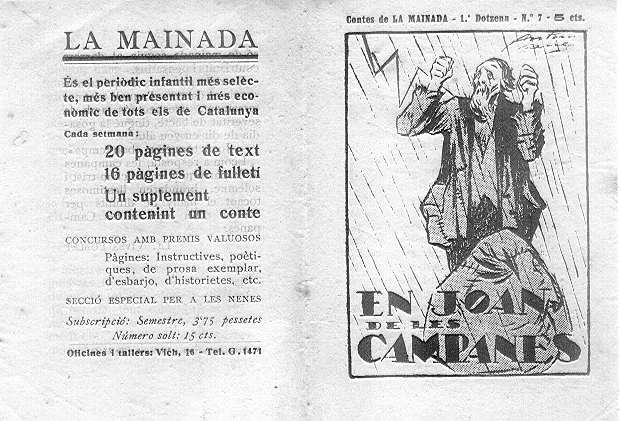 LA MAINADA
És el periòdic infantil més selèc-
te, més ben presentat i més eco-
nòmic de tots els de Catalunya
Cada setmana:
20 pàgines de text
16 pàgines de fulletí
Un suplement
contenint un conte
CONCURSOS AMB PREMIS VALUOSOS
Pàgines: Instructives, poèti-
ques, de prosa exemplar,
d'esbarjo, d'historietes, etc.
SECCIÓ ESPECIAL PER A LES NENES
Subscripció: Semestre, 3'75 pessetes
Número solt: 15 cts.
Oficines i tallers: Vich, 16 - Tel. G. 1471
Contes de LA MAINADA - 1.ª Dotzena - N.º 7 - 5 cts.
EN JOAN
DE LES
CAMPANES